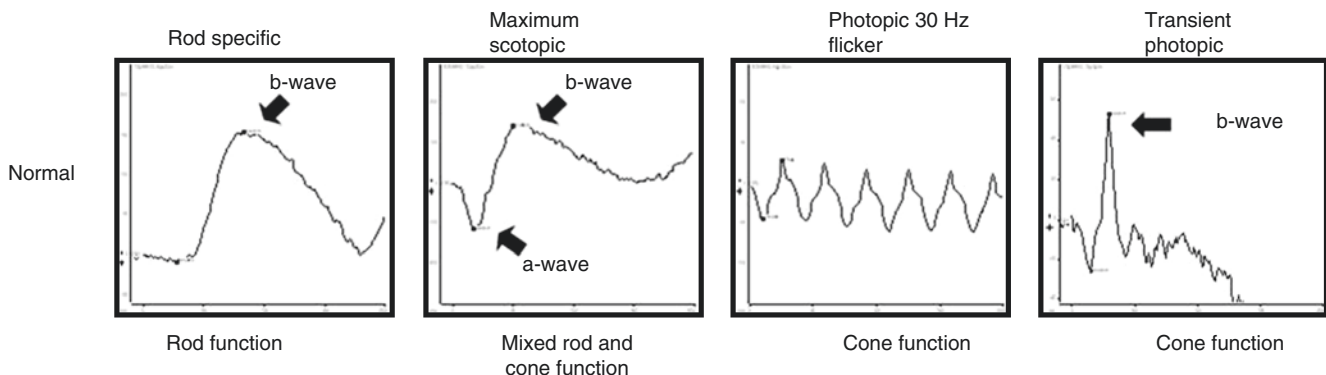 Rod specific
Maximum
scotopic
Photopic 30 Hz
flicker
Transient
photopic
Normal
b-wave
b-wave
a-wave
b-wave
Rod function
Mixed rod and
cone function
Cone function
Cone function